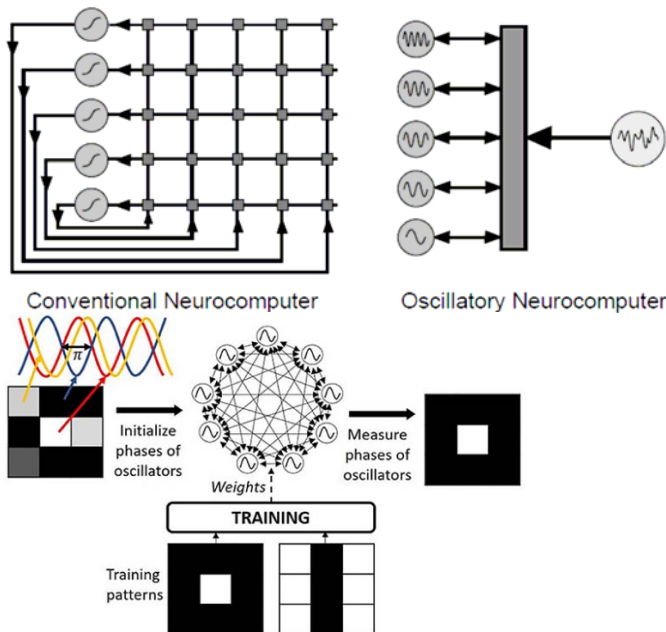 Conventional Neurocomputer
Oscillatory Neurocomputer
π
Initialize
phases of
oscillators
Measure
phases of
oscillators
Weights
TRAINING
Training
patterns